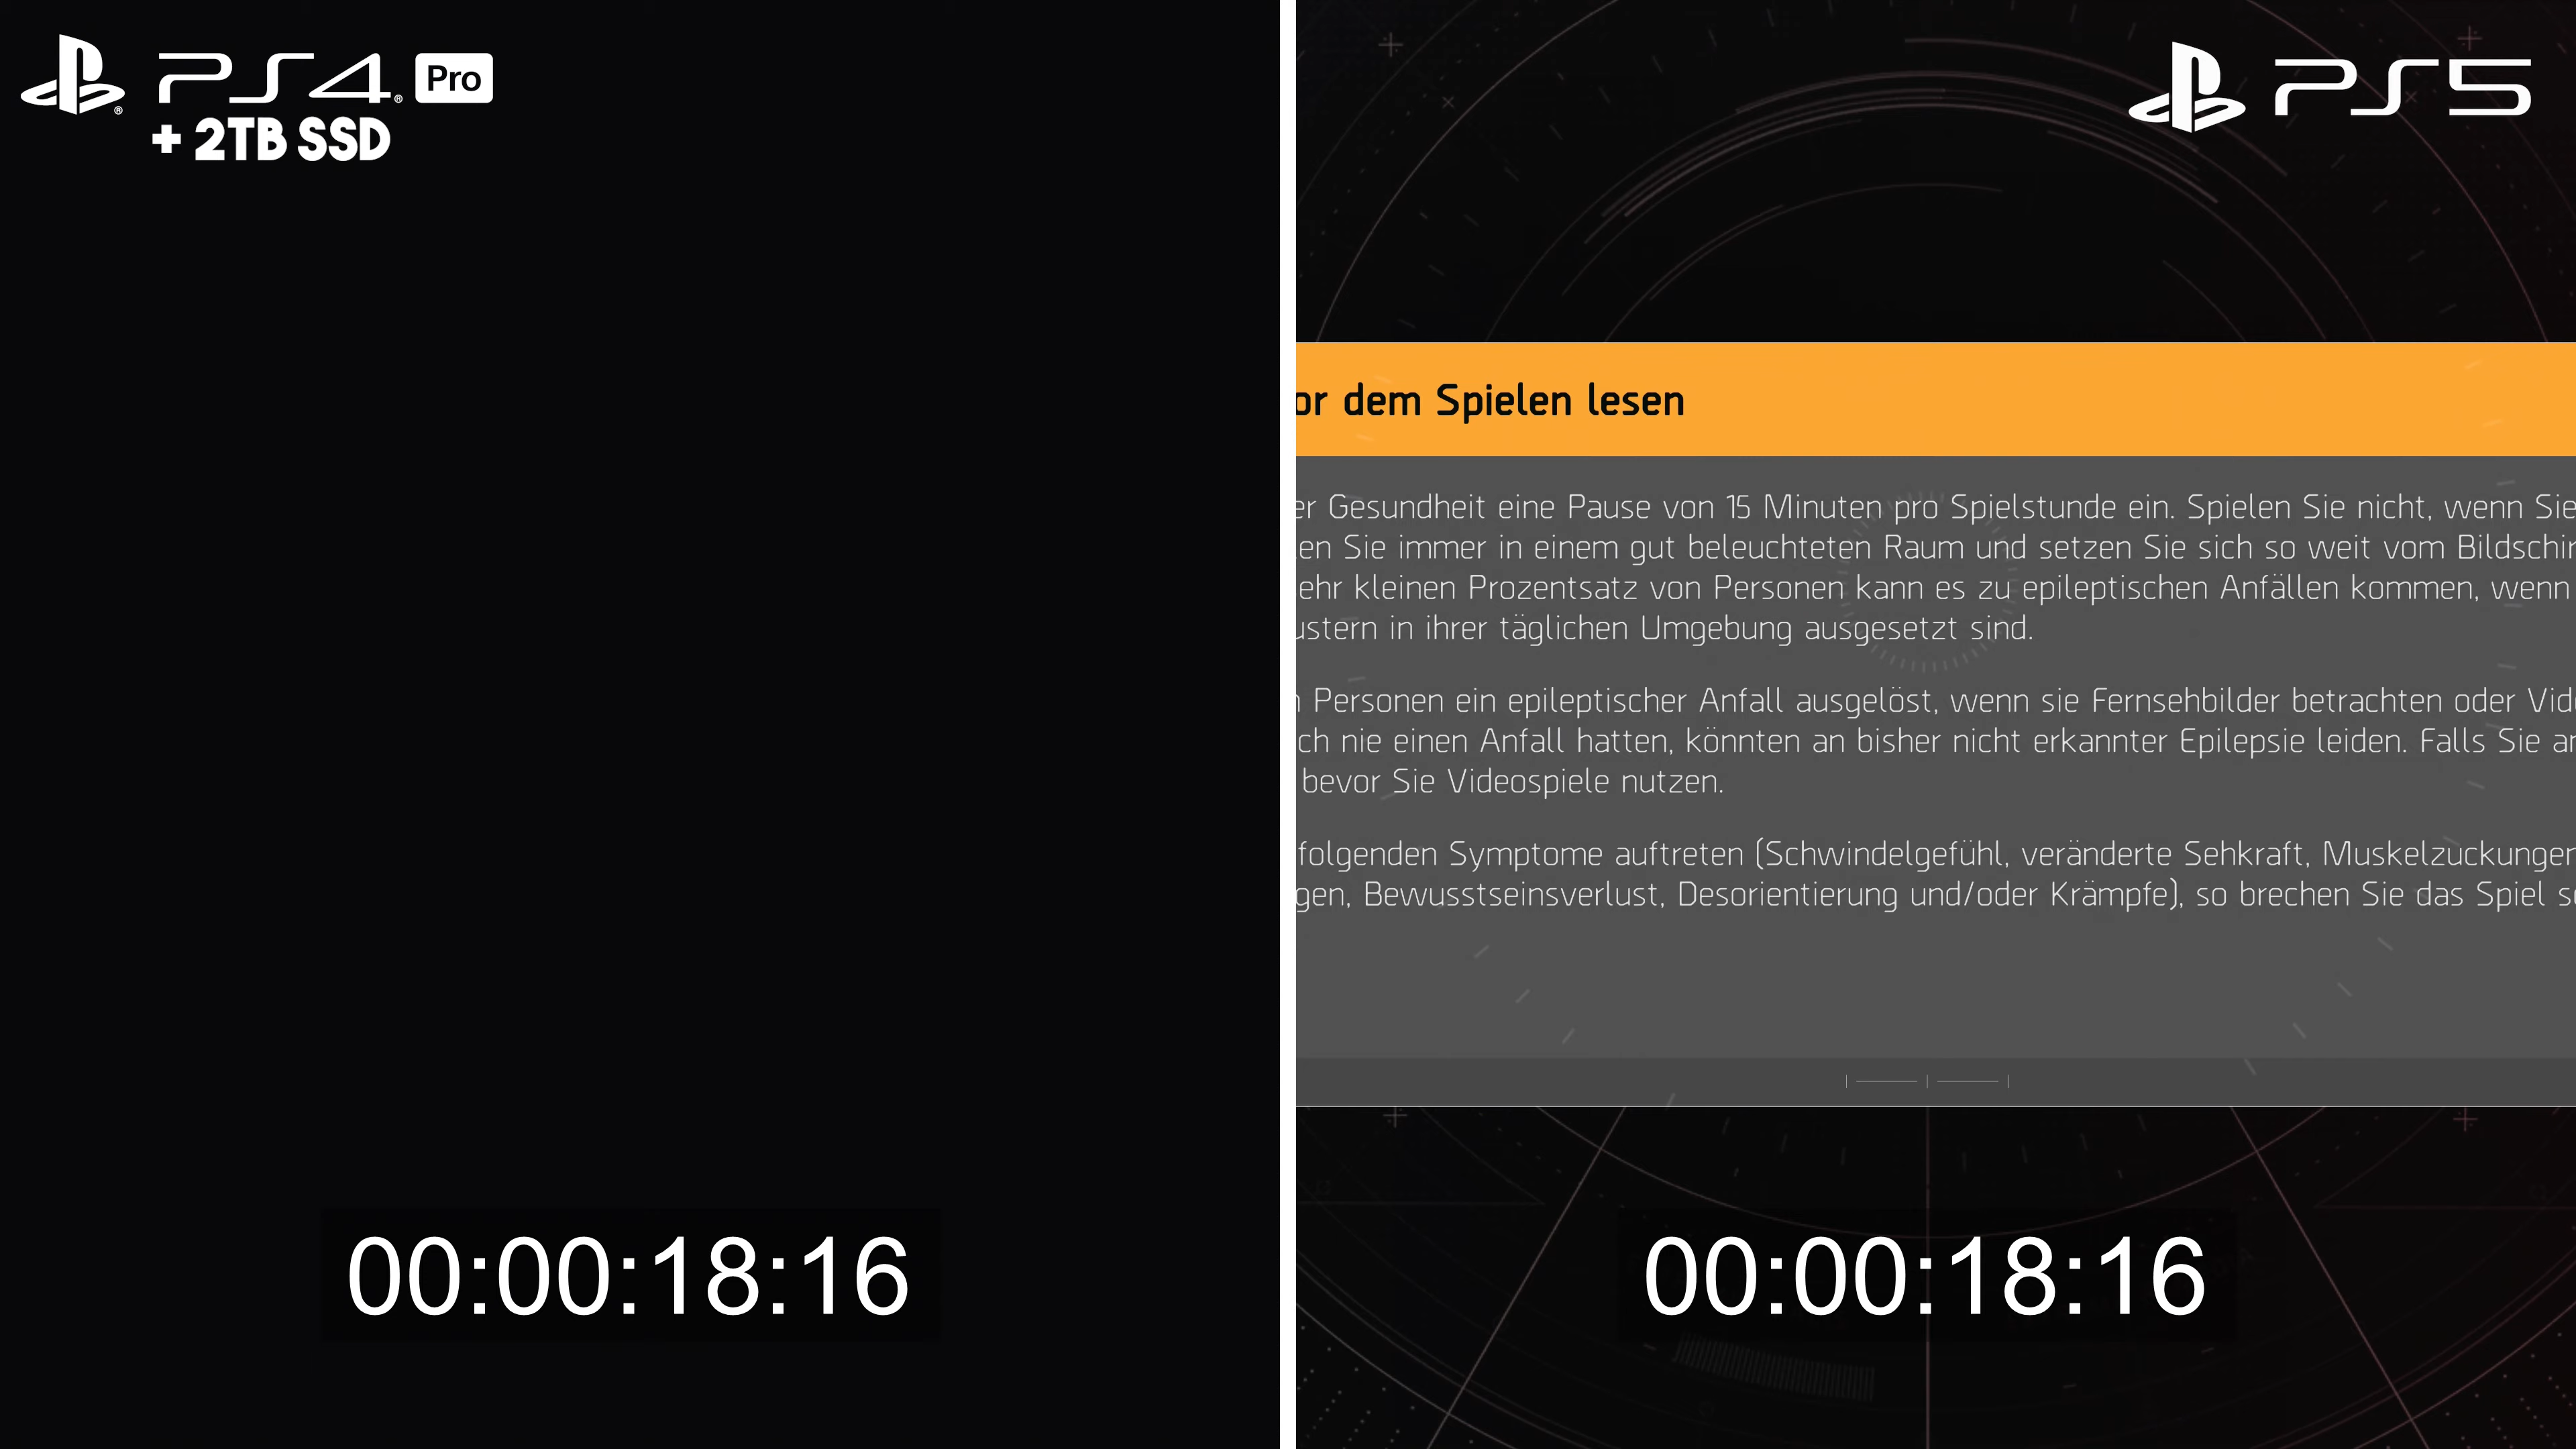 PS4 Pro
+ 2TB SSD
00:00:18:16
PS5
or dem Spielen lesen
er Gesundheit eine Pause von 15 Minuten pro Spielstunde ein. Spielen Sie nicht, wenn Sie
en Sie immer in einem gut beleuchteten Raum und setzen Sie sich so weit vom Bildschir
ehr kleinen Prozentsatz von Personen kann es zu epileptischen Anfällen kommen, wenn
ustern in ihrer täglichen Umgebung ausgesetzt sind.
n Personen ein epileptischer Anfall ausgelöst, wenn sie Fernsehbilder betrachten oder Vid
ch nie einen Anfall hatten, könnten an bisher nicht erkannter Epilepsie leiden. Falls Sie an
bevor Sie Videospiele nutzen.
folgenden Symptome auftreten (Schwindelgefühl, veränderte Sehkraft, Muskelzuckungen
gen, Bewusstseinsverlust, Desorientierung und/oder Krämpfe), so brechen Sie das Spiel so
00:00:18:16